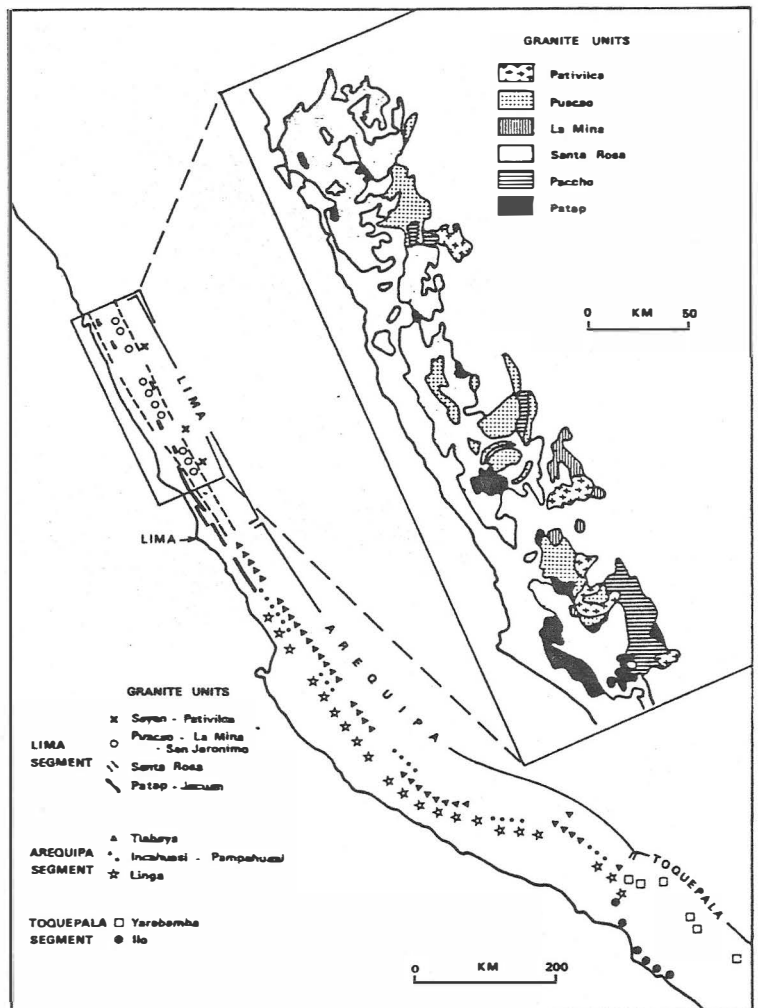 GRANITE UNITS
Pativilca
Puscao
La Mina
Santa Rosa
Paccho
Patap
0 KM 50
LIMA
LIMA
AREQUIPA
TOQUEPALA
GRANITE UNITS
LIMA SEGMENT
Sayan - Pativilca
Puscao - La Mina
- San Jeronimo
Santa Rosa
Patap - Jecuan
AREQUIPA SEGMENT
Tiabaya
Incahuasi - Pampahuasi
Linga
TOQUEPALA SEGMENT
Yarabamba
Ilo
0 KM 200